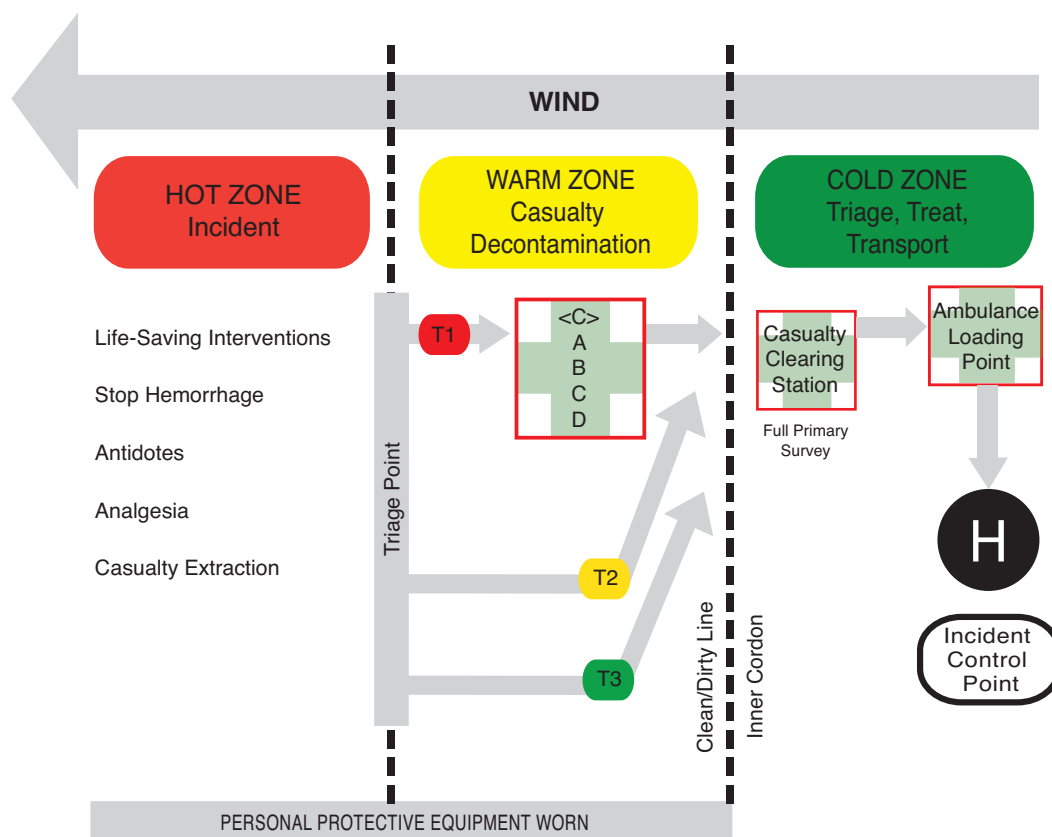 WIND
HOT ZONE
Incident
WARM ZONE
Casualty
Decontamination
COLD ZONE
Triage, Treat,
Transport
Life-Saving Interventions
Stop Hemorrhage
Antidotes
Analgesia
Casualty Extraction
Triage Point
T1
<C>
A
B
C
D
T2
T3
Clean/Dirty Line
Inner Cordon
Casualty
Clearing
Station
Full Primary
Survey
Ambulance
Loading
Point
H
Incident
Control
Point
PERSONAL PROTECTIVE EQUIPMENT WORN